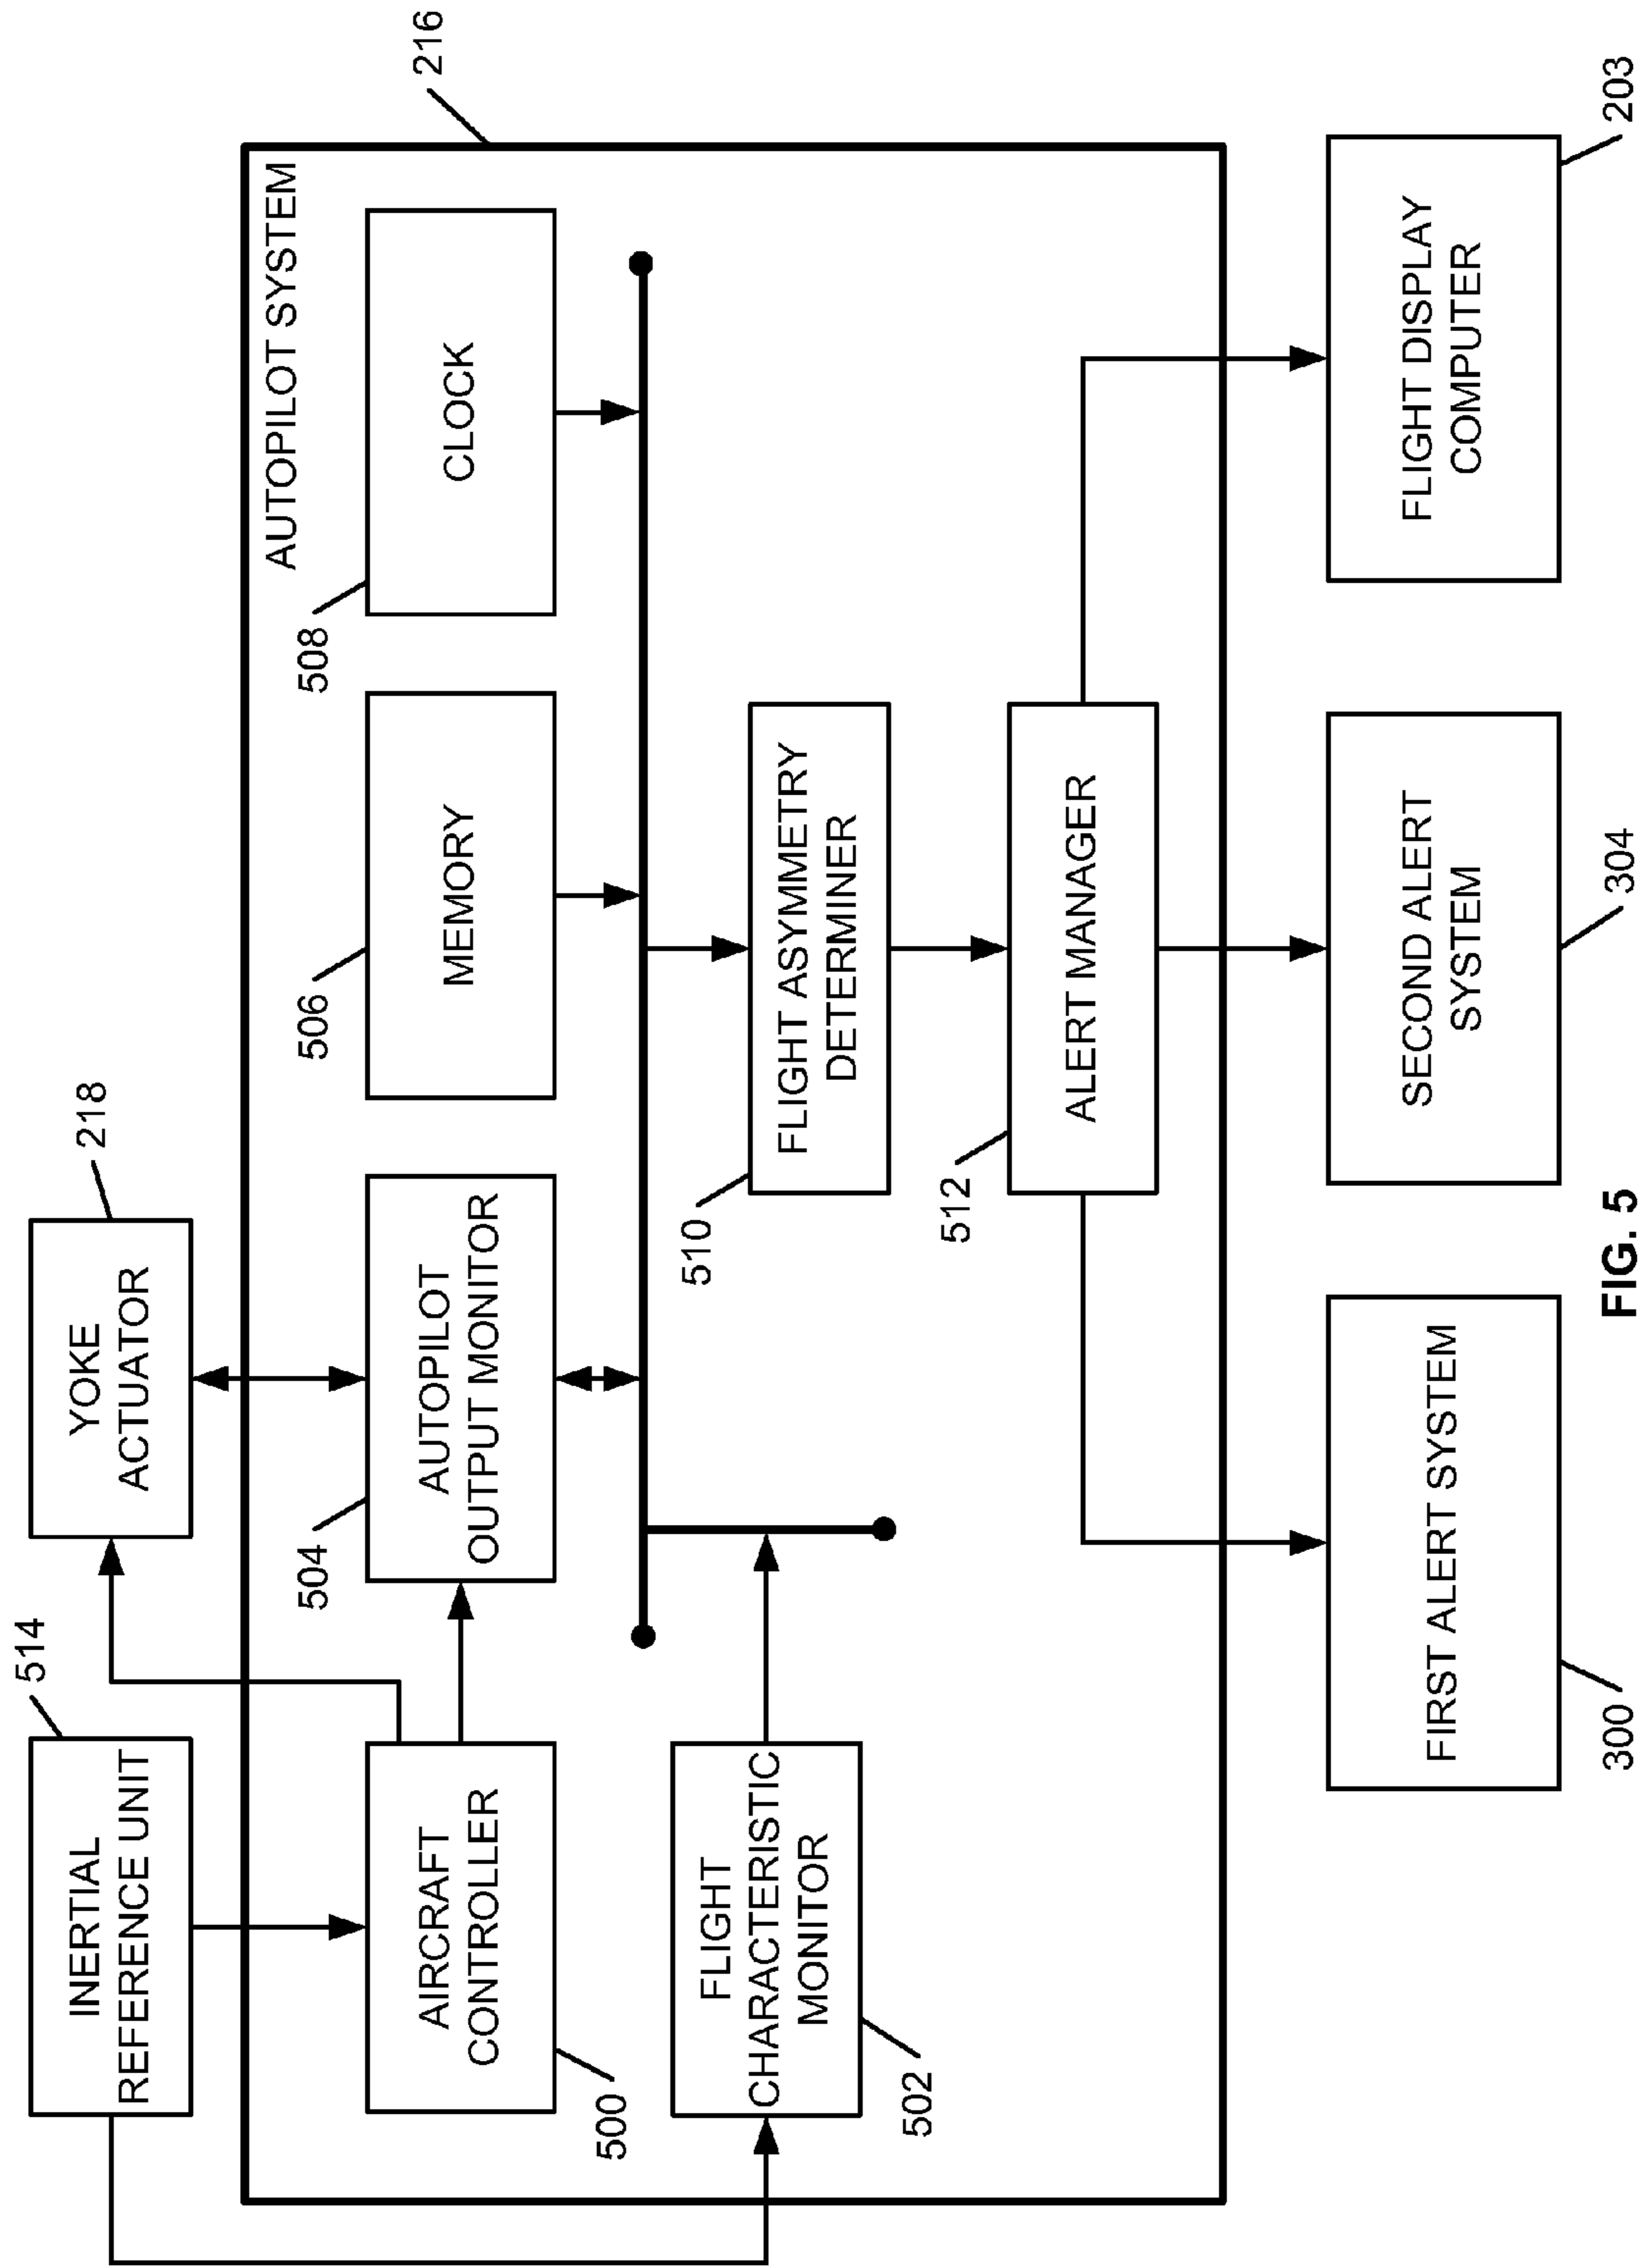 514
INERTIAL
REFERENCE UNIT
218
YOKE
ACTUATOR
216
AUTOPILOT SYSTEM
500
AIRCRAFT
CONTROLLER
504
AUTOPILOT
OUTPUT MONITOR
506
MEMORY
508
CLOCK
502
FLIGHT
CHARACTERISTIC
MONITOR
510
FLIGHT ASYMMETRY
DETERMINER
512
ALERT MANAGER
300
FIRST ALERT SYSTEM
304
SECOND ALERT
SYSTEM
203
FLIGHT DISPLAY
COMPUTER
FIG. 5